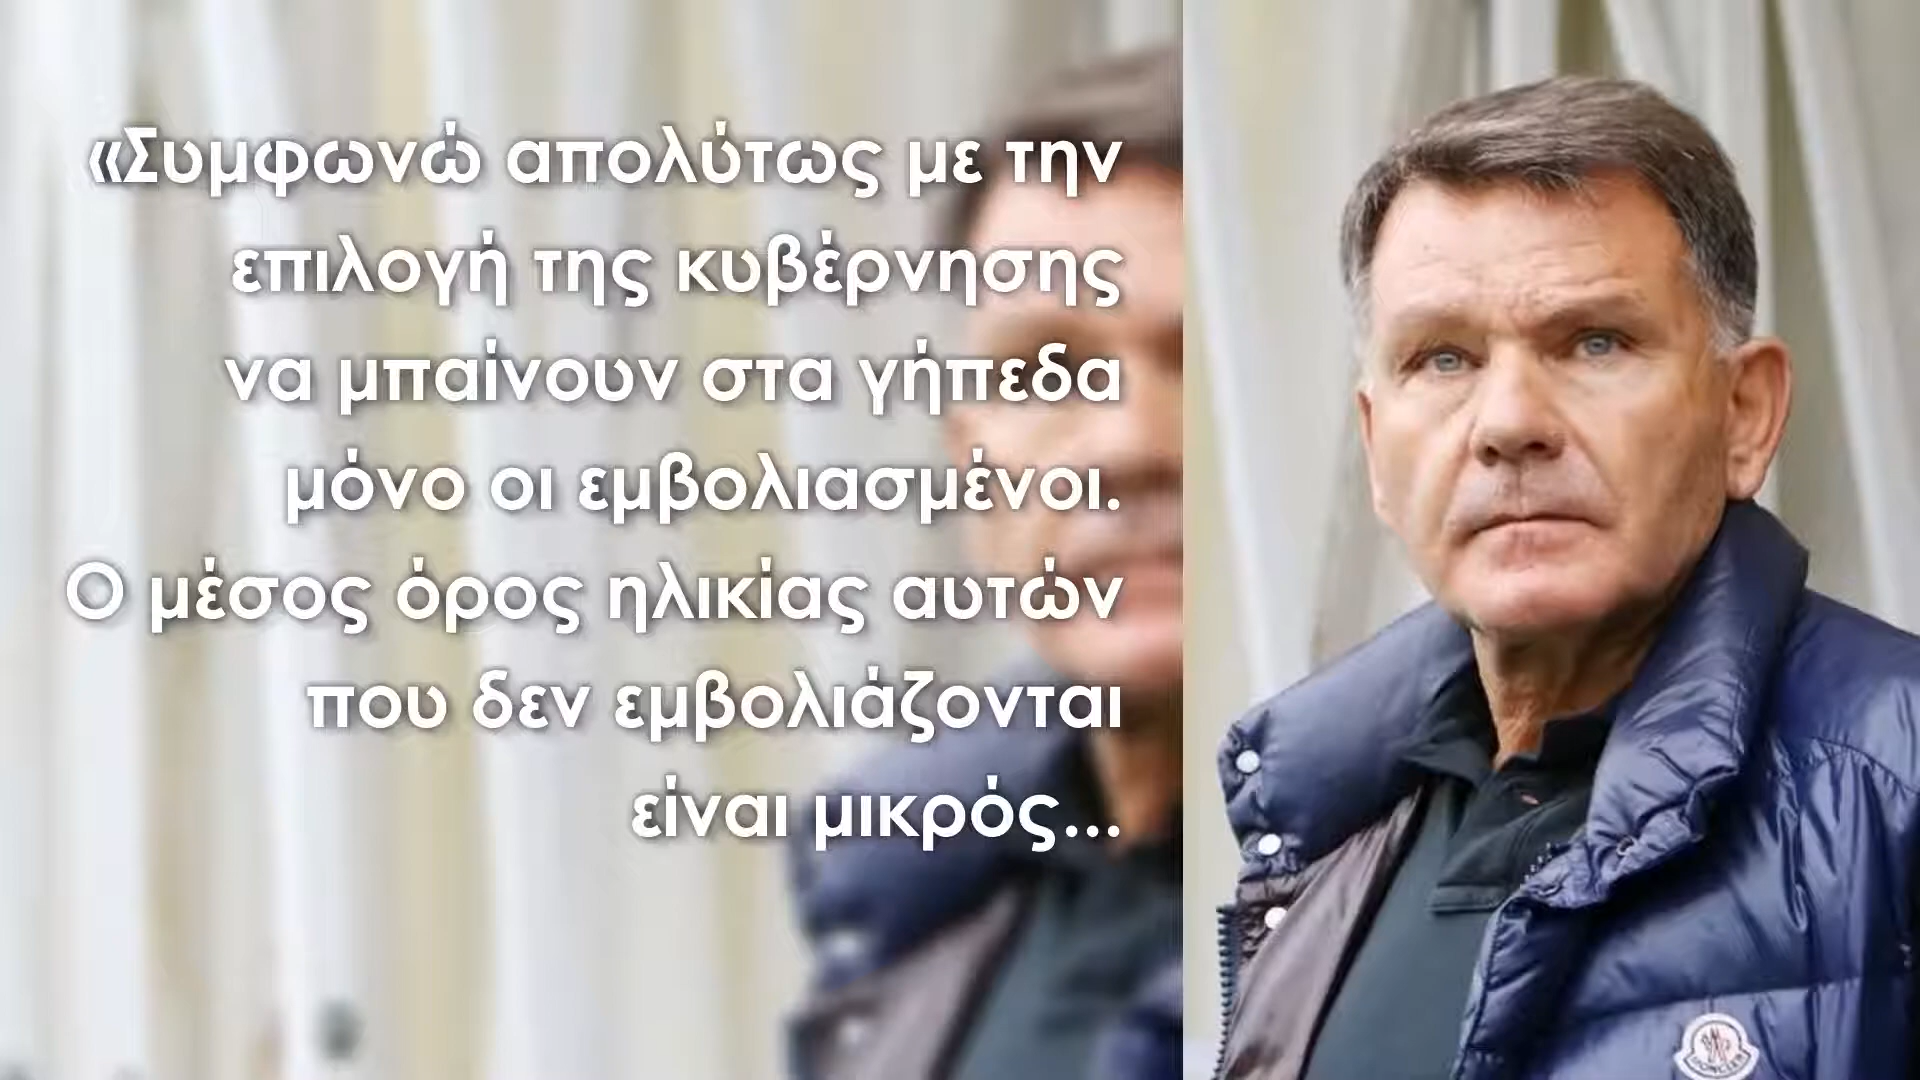 «Συμφωνώ απολύτως με την
επιλογή της κυβέρνησης
να μπαίνουν στα γήπεδα
μόνο οι εμβολιασμένοι.
Ο μέσος όρος ηλικίας αυτών
που δεν εμβολιάζονται
είναι μικρός...
MONCLER